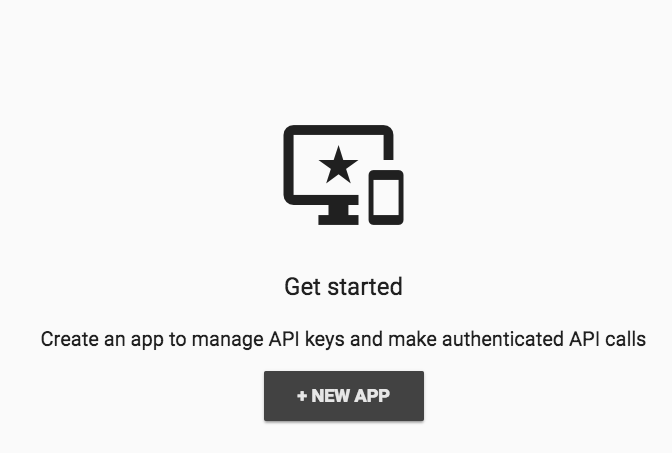 Get started
Create an app to manage API keys and make authenticated API calls
+ NEW APP